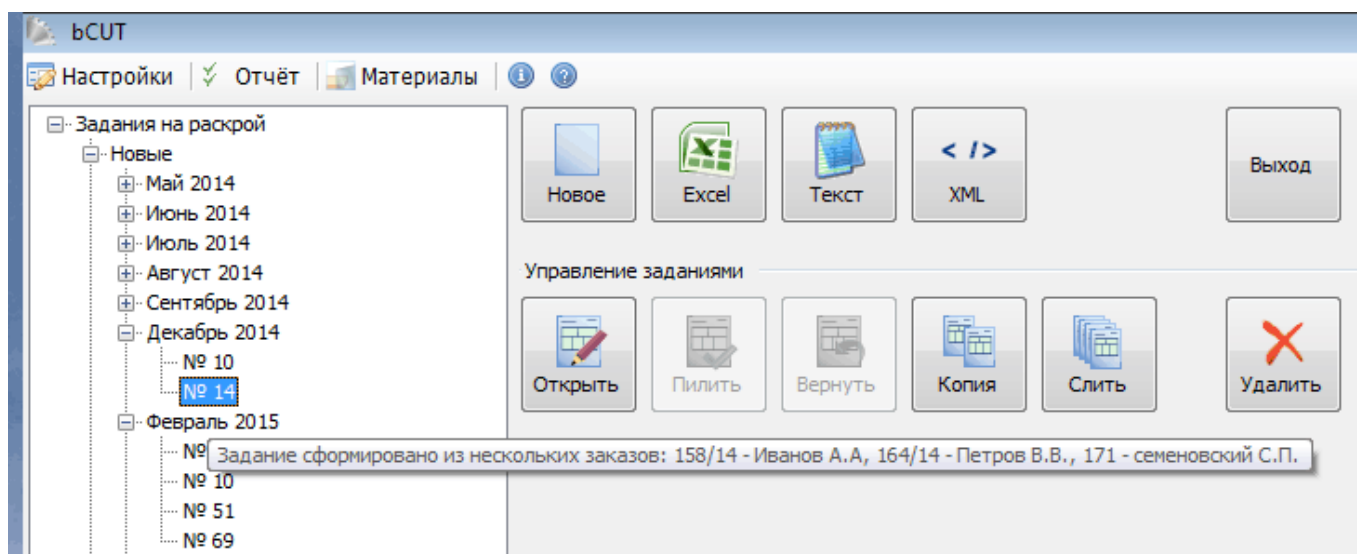 bCUT
Настройки Отчёт Материалы
Задания на раскрой
Новые
Май 2014
Июнь 2014
Июль 2014
Август 2014
Сентябрь 2014
Декабрь 2014
№ 10
№ 14
Февраль 2015
№
№ 10
№ 51
№ 69
Новое Excel Текст < /> XML Выход
Управление заданиями
Открыть Пилить Вернуть Копия Слить Удалить
Задание сформировано из нескольких заказов: 158/14 - Иванов А.А, 164/14 - Петров В.В., 171 - семеновский С.П.